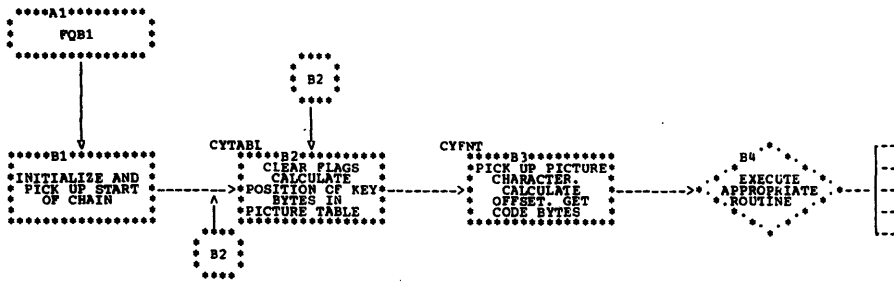 A1
FQB1
B2
CYTABL
CYFNT
B1
INITIALIZE AND
PICK UP START
OF CHAIN
B2
CLEAR FLAGS
CALCULATE
POSITION OF KEY
BYTES IN
PICTURE TABLE
B3
PICK UP PICTURE
CHARACTER.
CALCULATE
OFFSET. GET
CODE BYTES
B4
EXECUTE
APPROPRIATE
ROUTINE
B2